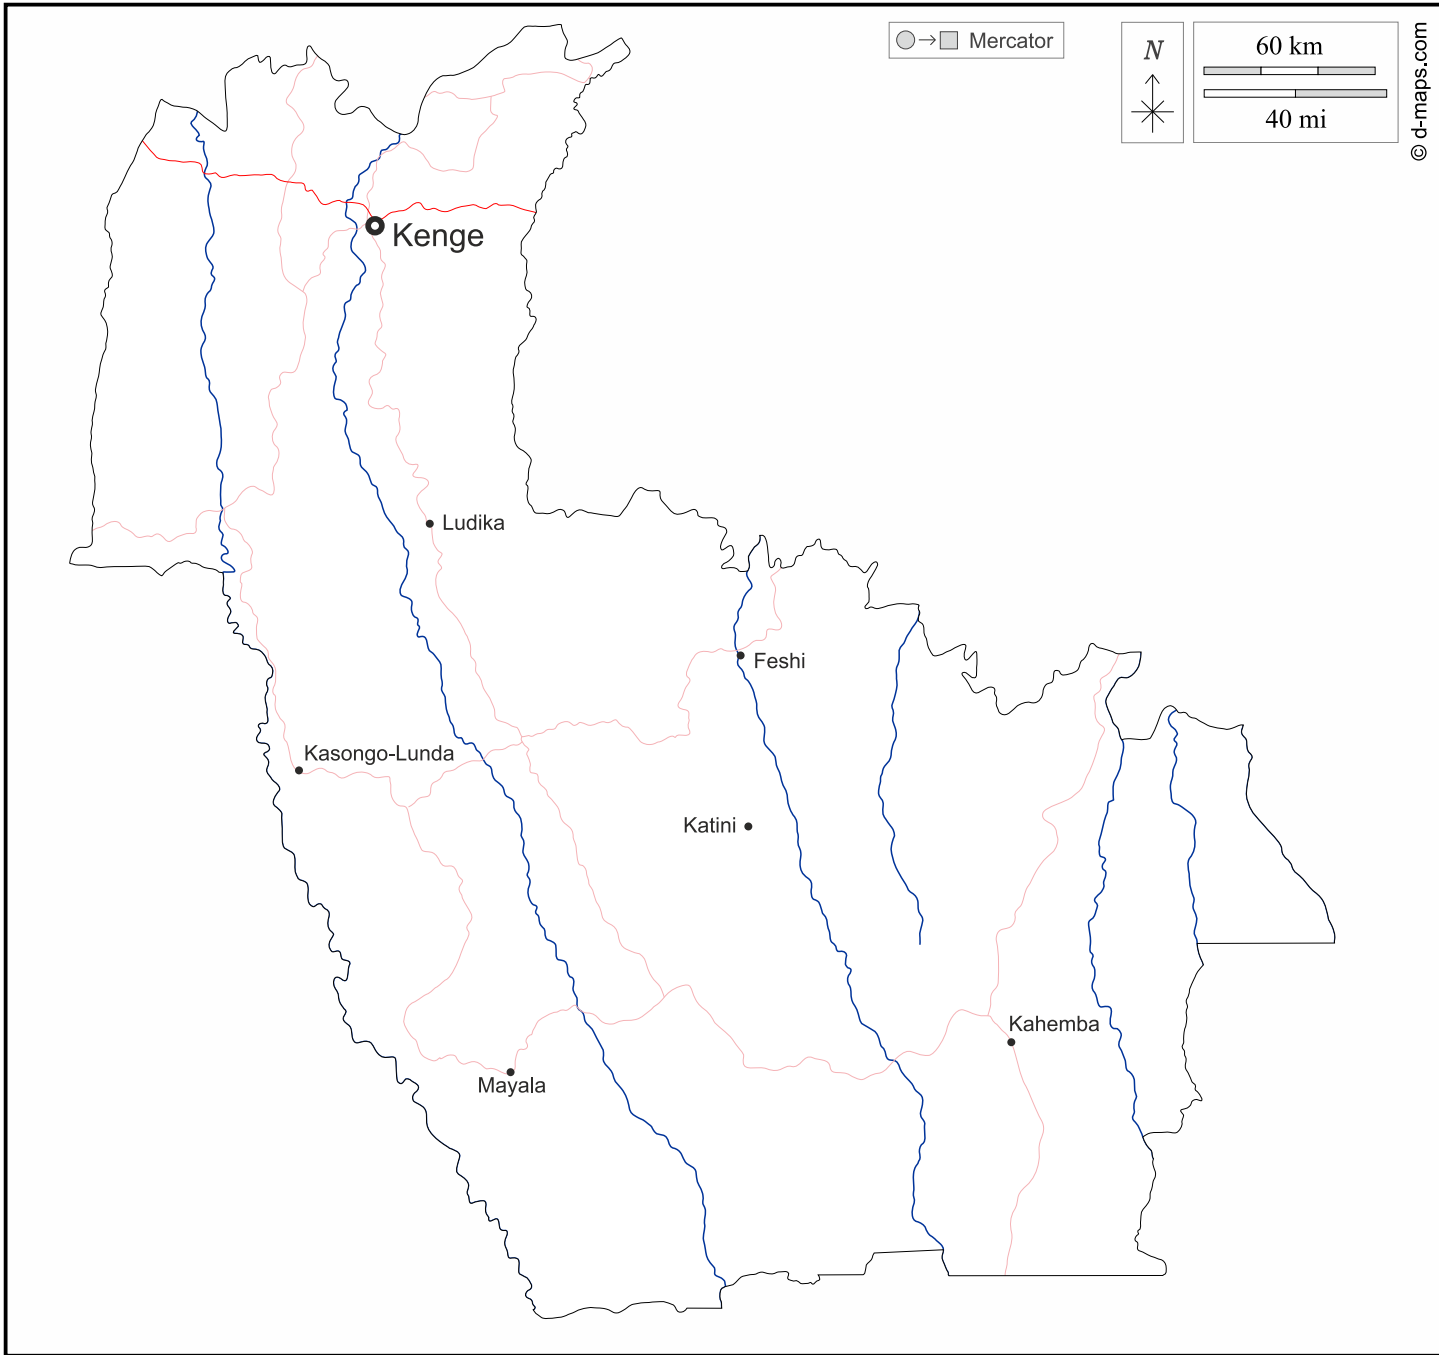 Mercator
N
60 km
40 mi
© d-maps.com
Kenge
Ludika
Feshi
Kasongo-Lunda
Katini
Kahemba
Mayala